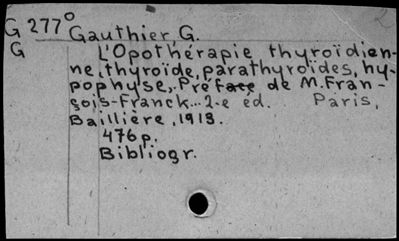 G 277° Gauthier G.
G L'Opothérapie thyroïdien-
ne, thyroïde, parathyroïdes, hy-
pophyse. Préface de M. Fran-
çois-Franck... 2-e éd. Paris,
Baillière, 1913.
476 p.
Bibliogr.
2